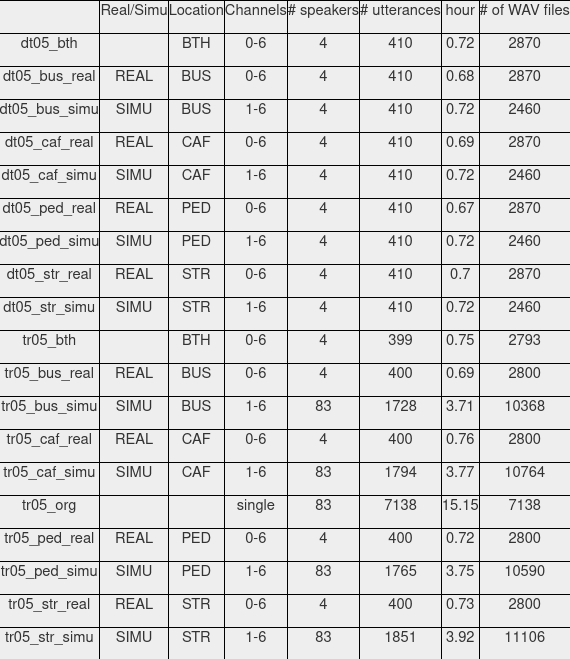 Real/Simu Location Channels # speakers # utterances hour # of WAV files
dt05_bth BTH 0-6 4 410 0.72 2870
dt05_bus_real REAL BUS 0-6 4 410 0.68 2870
dt05_bus_simu SIMU BUS 1-6 4 410 0.72 2460
dt05_caf_real REAL CAF 0-6 4 410 0.69 2870
dt05_caf_simu SIMU CAF 1-6 4 410 0.72 2460
dt05_ped_real REAL PED 0-6 4 410 0.67 2870
dt05_ped_simu SIMU PED 1-6 4 410 0.72 2460
dt05_str_real REAL STR 0-6 4 410 0.7 2870
dt05_str_simu SIMU STR 1-6 4 410 0.72 2460
tr05_bth BTH 0-6 4 399 0.75 2793
tr05_bus_real REAL BUS 0-6 4 400 0.69 2800
tr05_bus_simu SIMU BUS 1-6 83 1728 3.71 10368
tr05_caf_real REAL CAF 0-6 4 400 0.76 2800
tr05_caf_simu SIMU CAF 1-6 83 1794 3.77 10764
tr05_org single 83 7138 15.15 7138
tr05_ped_real REAL PED 0-6 4 400 0.72 2800
tr05_ped_simu SIMU PED 1-6 83 1765 3.75 10590
tr05_str_real REAL STR 0-6 4 400 0.73 2800
tr05_str_simu SIMU STR 1-6 83 1851 3.92 11106